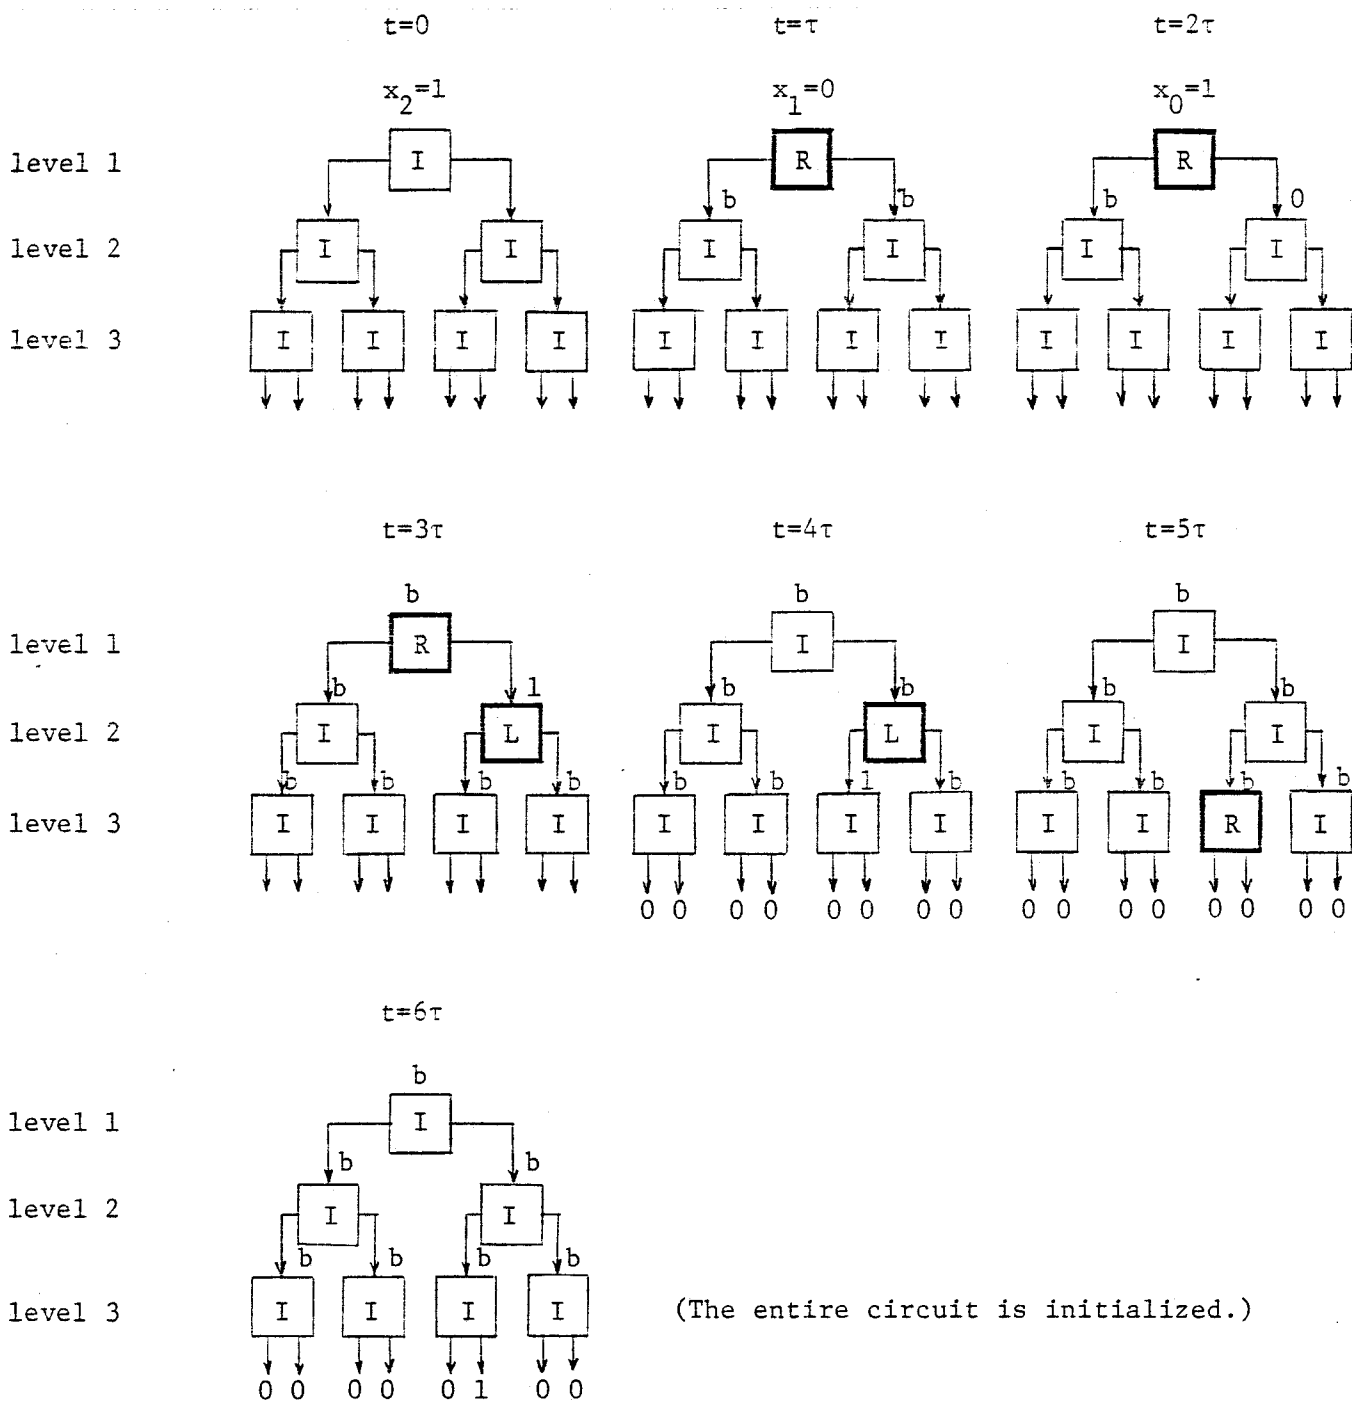 t=0 t=τ t=2τ
x₂=1 x₁=0 x₀=1
level 1 I R R
b b b 0
level 2 I I I I I I
level 3 I I I I I I I I I I I I
t=3τ t=4τ t=5τ
b b b
level 1 R I I
b 1 b b b b
level 2 I L I L I I
b b b b b b 1 b b b b b
level 3 I I I I I I I I I I R I
0 0 0 0 0 0 0 0 0 0 0 0 0 0 0 0
t=6τ
b
level 1 I
b b
level 2 I I
b b b b
level 3 I I I I (The entire circuit is initialized.)
0 0 0 0 0 1 0 0